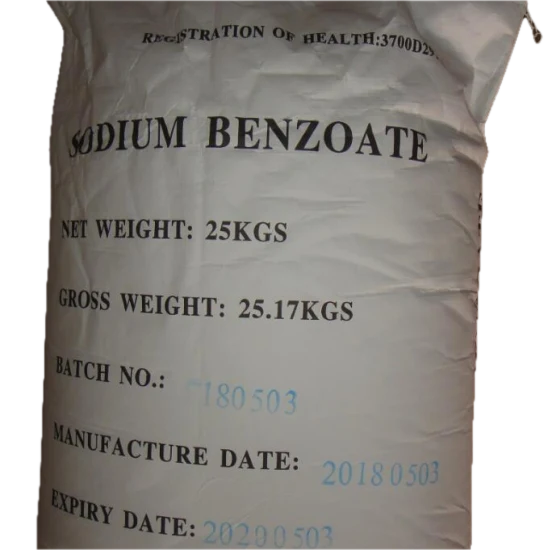 REGISTRATION OF HEALTH:3700D29
SODIUM BENZOATE
NET WEIGHT: 25KGS
GROSS WEIGHT: 25.17KGS
BATCH NO.: 180503
MANUFACTURE DATE: 20180503
EXPIRY DATE: 20200503